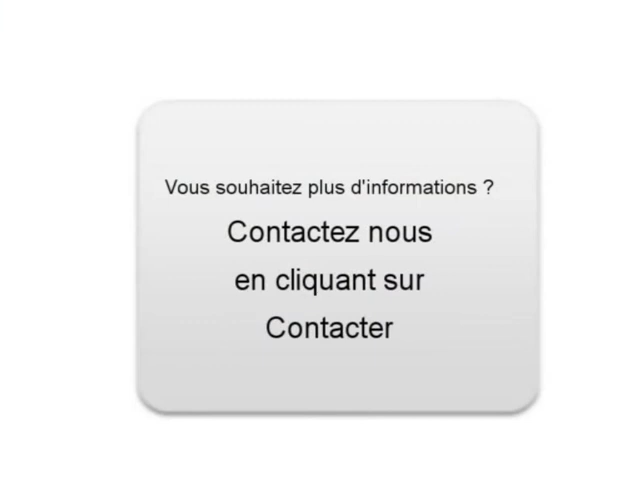 Vous souhaitez plus d'informations ?
Contactez nous
en cliquant sur
Contacter